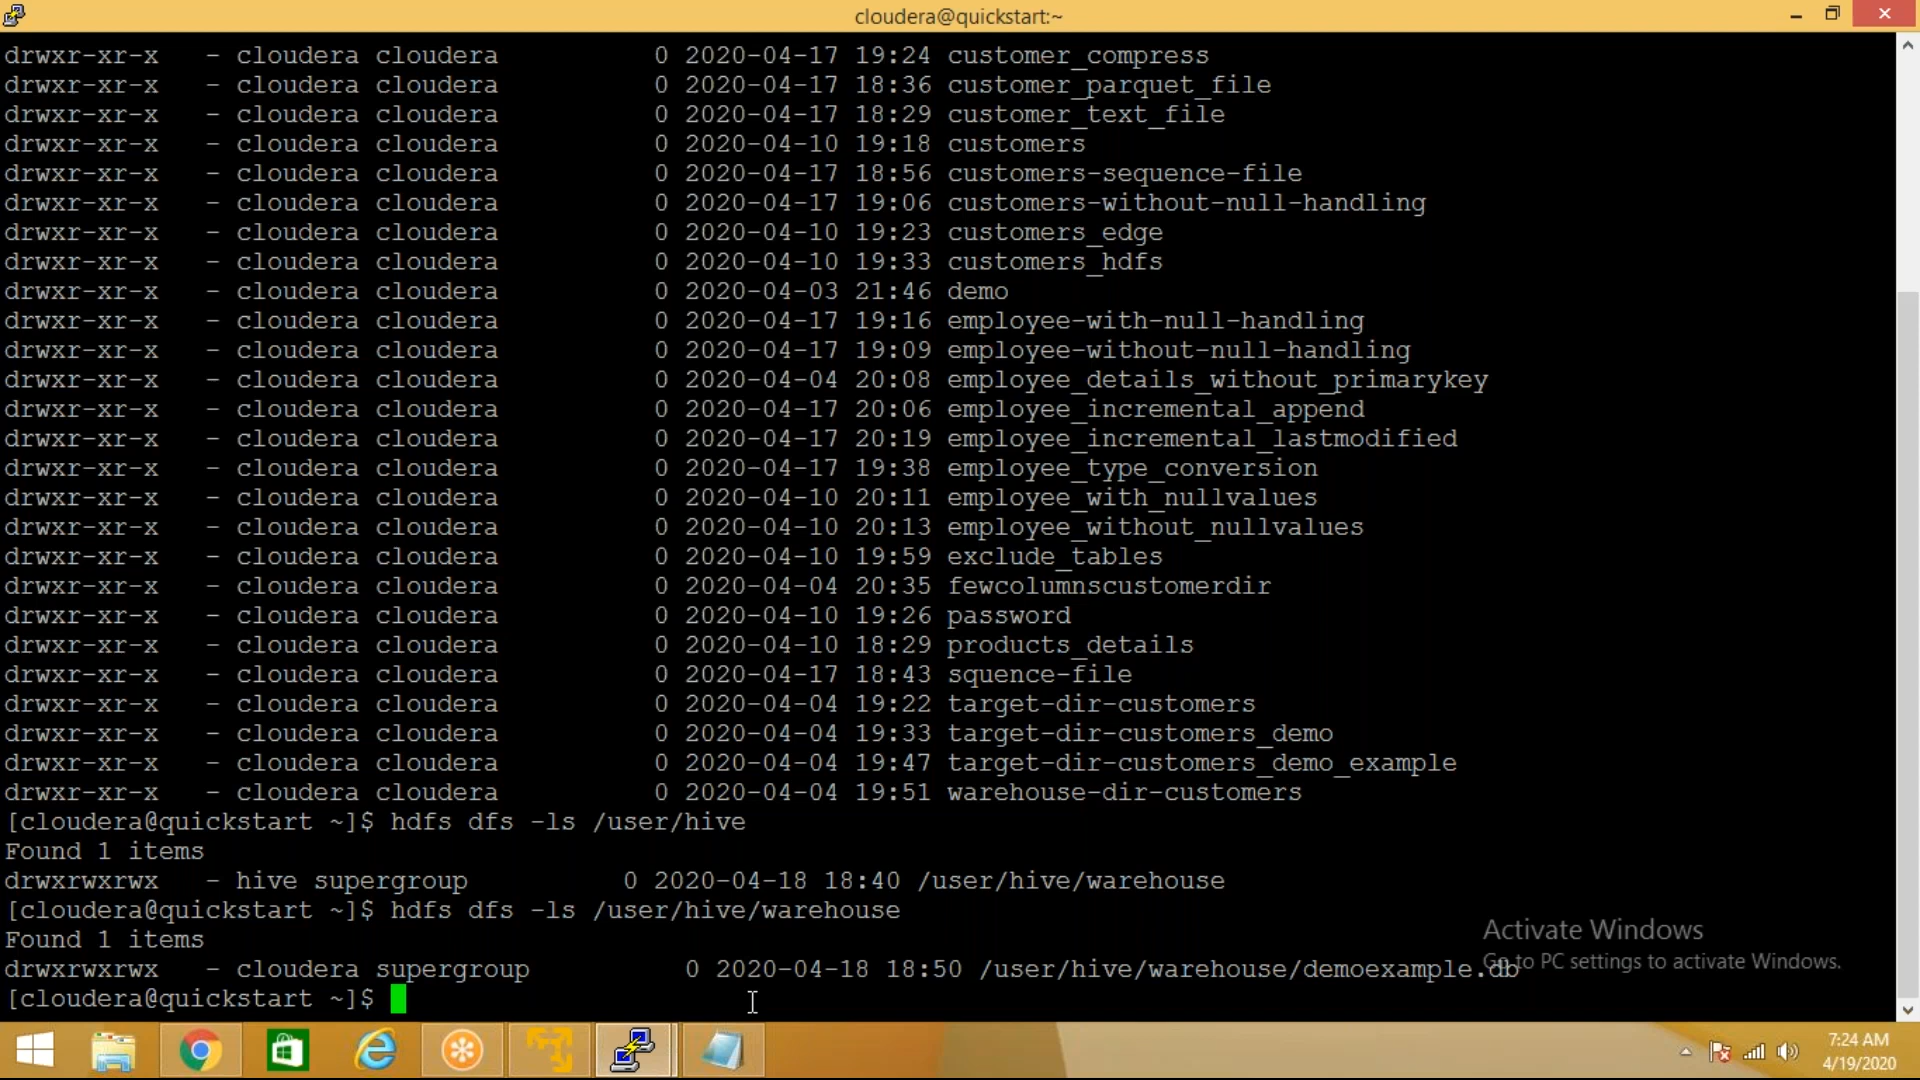 cloudera@quickstart:~
drwxr-xr-x   - cloudera cloudera          0 2020-04-17 19:24 customer_compress
drwxr-xr-x   - cloudera cloudera          0 2020-04-17 18:36 customer_parquet_file
drwxr-xr-x   - cloudera cloudera          0 2020-04-17 18:29 customer_text_file
drwxr-xr-x   - cloudera cloudera          0 2020-04-10 19:18 customers
drwxr-xr-x   - cloudera cloudera          0 2020-04-17 18:56 customers-sequence-file
drwxr-xr-x   - cloudera cloudera          0 2020-04-17 19:06 customers-without-null-handling
drwxr-xr-x   - cloudera cloudera          0 2020-04-10 19:23 customers_edge
drwxr-xr-x   - cloudera cloudera          0 2020-04-10 19:33 customers_hdfs
drwxr-xr-x   - cloudera cloudera          0 2020-04-03 21:46 demo
drwxr-xr-x   - cloudera cloudera          0 2020-04-17 19:16 employee-with-null-handling
drwxr-xr-x   - cloudera cloudera          0 2020-04-17 19:09 employee-without-null-handling
drwxr-xr-x   - cloudera cloudera          0 2020-04-04 20:08 employee_details_without_primarykey
drwxr-xr-x   - cloudera cloudera          0 2020-04-17 20:06 employee_incremental_append
drwxr-xr-x   - cloudera cloudera          0 2020-04-17 20:19 employee_incremental_lastmodified
drwxr-xr-x   - cloudera cloudera          0 2020-04-17 19:38 employee_type_conversion
drwxr-xr-x   - cloudera cloudera          0 2020-04-10 20:11 employee_with_nullvalues
drwxr-xr-x   - cloudera cloudera          0 2020-04-10 20:13 employee_without_nullvalues
drwxr-xr-x   - cloudera cloudera          0 2020-04-10 19:59 exclude_tables
drwxr-xr-x   - cloudera cloudera          0 2020-04-04 20:35 fewcolumnscustomerdir
drwxr-xr-x   - cloudera cloudera          0 2020-04-10 19:26 password
drwxr-xr-x   - cloudera cloudera          0 2020-04-10 18:29 products_details
drwxr-xr-x   - cloudera cloudera          0 2020-04-17 18:43 squence-file
drwxr-xr-x   - cloudera cloudera          0 2020-04-04 19:22 target-dir-customers
drwxr-xr-x   - cloudera cloudera          0 2020-04-04 19:33 target-dir-customers_demo
drwxr-xr-x   - cloudera cloudera          0 2020-04-04 19:47 target-dir-customers_demo_example
drwxr-xr-x   - cloudera cloudera          0 2020-04-04 19:51 warehouse-dir-customers
[cloudera@quickstart ~]$ hdfs dfs -ls /user/hive
Found 1 items
drwxrwxrwx   - hive supergroup          0 2020-04-18 18:40 /user/hive/warehouse
[cloudera@quickstart ~]$ hdfs dfs -ls /user/hive/warehouse
Found 1 items
drwxrwxrwx   - cloudera supergroup          0 2020-04-18 18:50 /user/hive/warehouse/demoexample.db
[cloudera@quickstart ~]$
Activate Windows
Go to PC settings to activate Windows.
7:24 AM
4/19/2020